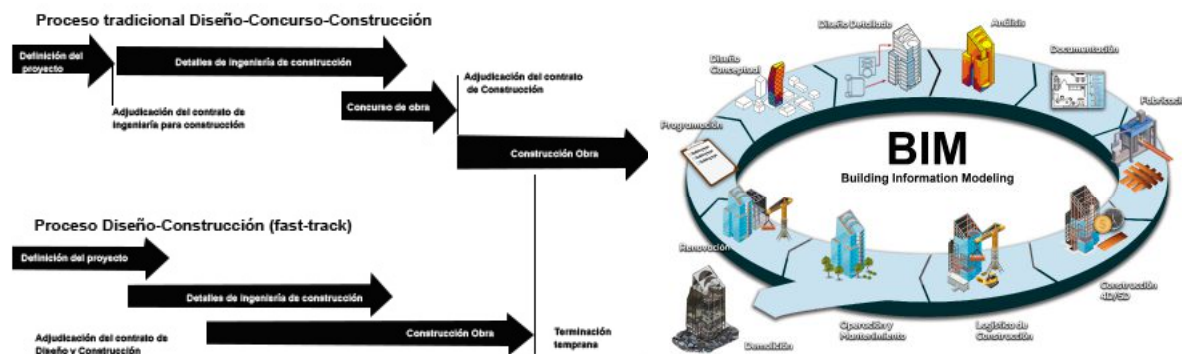 Proceso tradicional Diseño-Concurso-Construcción
Definición del
proyecto
Detalles de ingeniería de construcción
Adjudicación del contrato de
ingeniería para construcción
Concurso de obra
Adjudicación del contrato
de Construcción
Construcción Obra
Proceso Diseño-Construcción (fast-track)
Definición del proyecto
Detalles de ingeniería de construcción
Construcción Obra
Adjudicación del contrato de
Diseño y Construcción
Terminación
temprana
Diseño Detallado
Análisis
Documentación
Diseño
Conceptual
Fabricació
Programación
BIM
Building Information Modeling
Renovación
Construcción
4D/5D
Operación y
Mantenimiento
Logística de
Construcción
Demolición